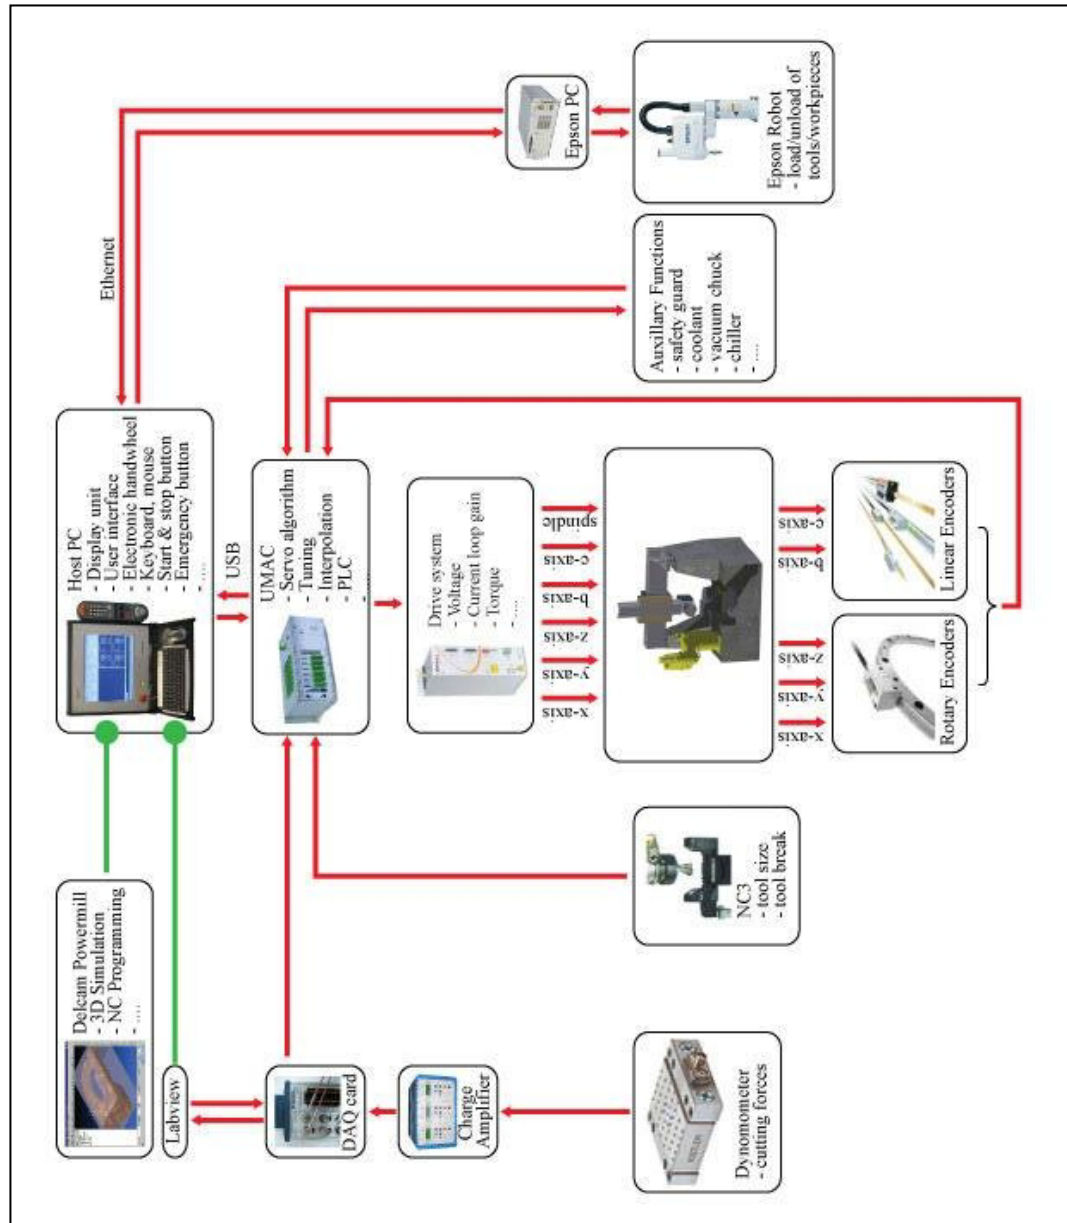 Delcam Powermill
- 3D Simulation
- NC Programming
- ....
Labview
Host PC
- Display unit
- User interface
- Electronic handwheel
- Keyboard, mouse
- Start & stop button
- Emergency button
- ....
Ethernet
USB
DAQ card
UMAC
- Servo algorithm
- Tuning
- Interpolation
- PLC
- ....
Epson PC
Charge
Amplifier
Drive system
- Voltage
- Current loop gain
- Torque
- ....
x-axis
y-axis
z-axis
b-axis
c-axis
spindle
Dynomometer
- cutting forces
NC3
- tool size
- tool break
Auxillary Functions
- safety guard
- coolant
- vacuum chuck
- chiller
- ....
Epson Robot
- load/unload of
tools/workpieces
x-axis
y-axis
z-axis
b-axis
c-axis
Rotary Encoders
Linear Encoders